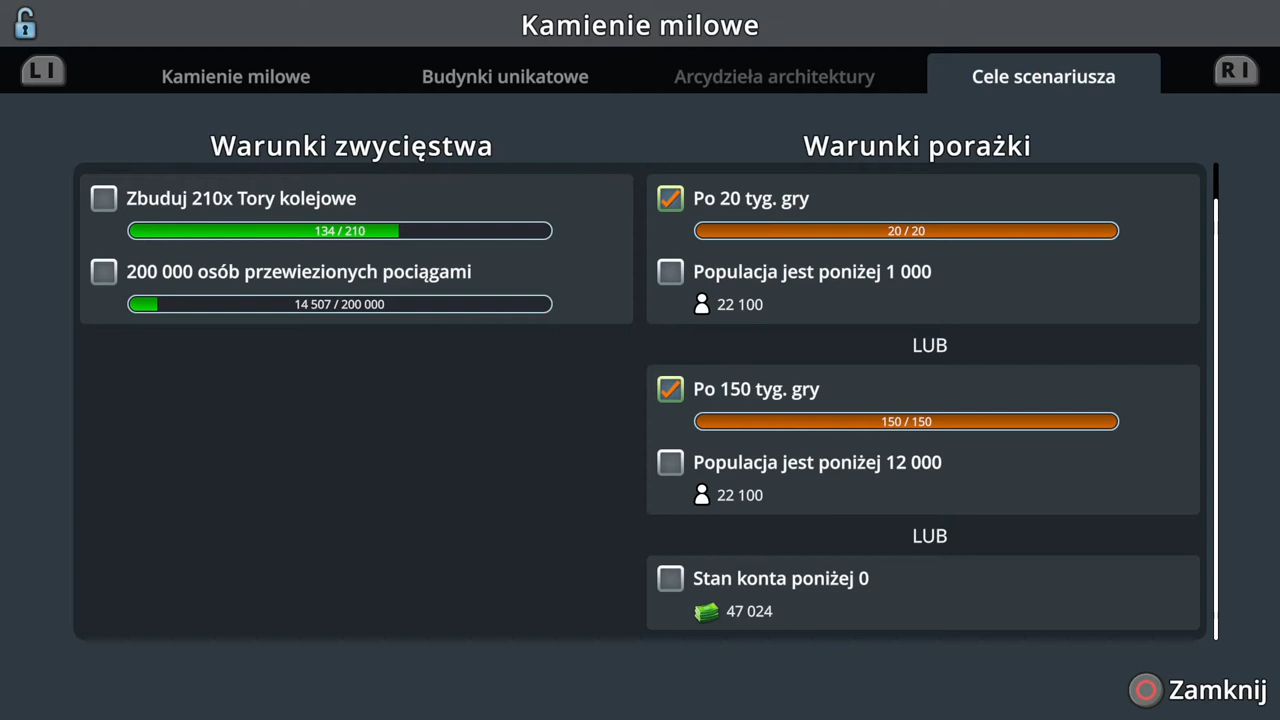 Kamienie milowe
L1
Kamienie milowe
Budynki unikatowe
Arcydzieła architektury
Cele scenariusza
R1
Warunki zwycięstwa
Zbuduj 210x Tory kolejowe
134 / 210
200 000 osób przewiezionych pociągami
14 507 / 200 000
Warunki porażki
Po 20 tyg. gry
20 / 20
Populacja jest poniżej 1 000
22 100
LUB
Po 150 tyg. gry
150 / 150
Populacja jest poniżej 12 000
22 100
LUB
Stan konta poniżej 0
47 024
Zamknij